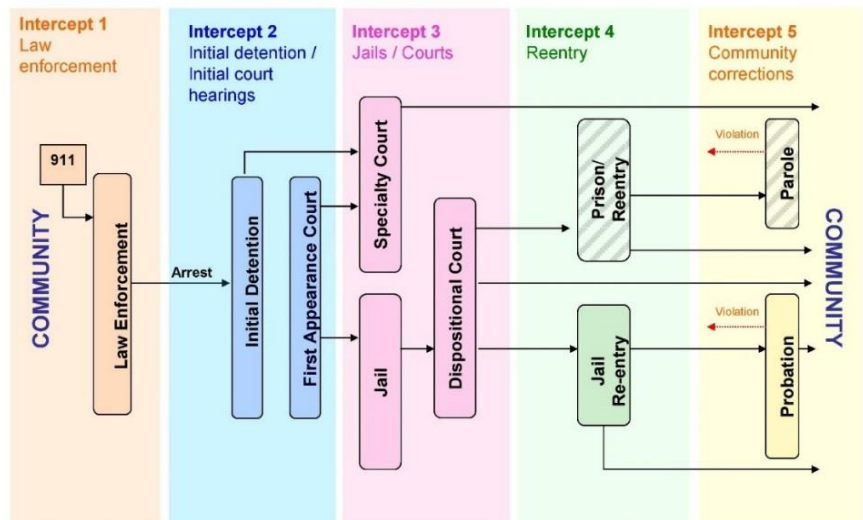 Intercept 1
Law
enforcement
Intercept 2
Initial detention /
Initial court
hearings
Intercept 3
Jails / Courts
Intercept 4
Reentry
Intercept 5
Community
corrections
911
COMMUNITY
Law Enforcement
Arrest
Initial Detention
First Appearance Court
Specialty Court
Jail
Dispositional Court
Prison/
Reentry
Jail
Re-entry
Violation
Parole
Violation
Probation
COMMUNITY